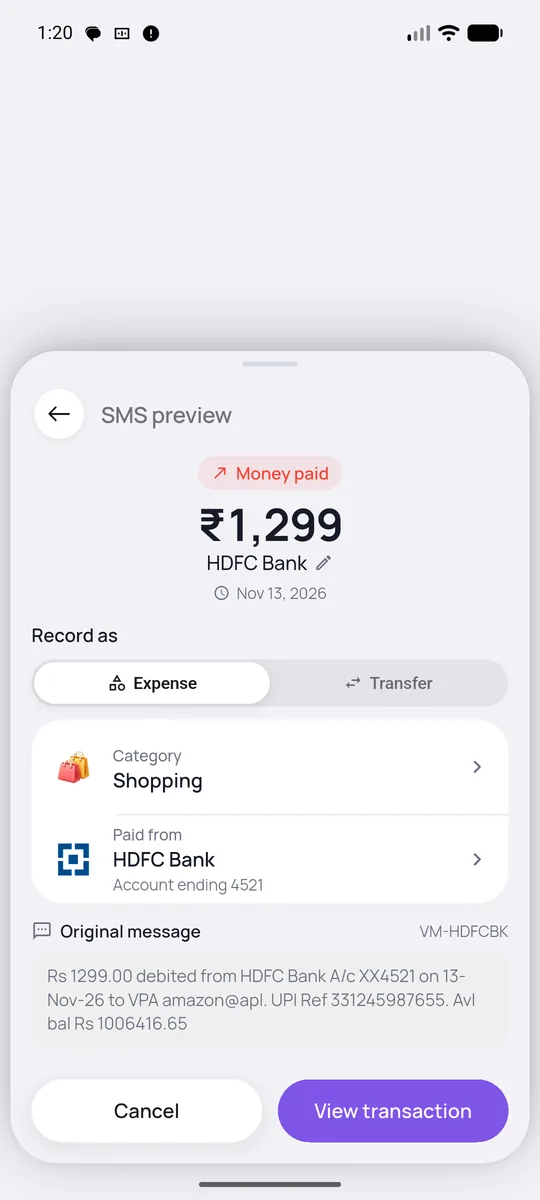 1:20
SMS preview
Money paid
₹1,299
HDFC Bank
Nov 13, 2026
Record as
Expense
Transfer
Category
Shopping
Paid from
HDFC Bank
Account ending 4521
Original message
VM-HDFCBK
Rs 1299.00 debited from HDFC Bank A/c XX4521 on 13-
Nov-26 to VPA amazon@apl. UPI Ref 331245987655. Avl
bal Rs 1006416.65
Cancel
View transaction